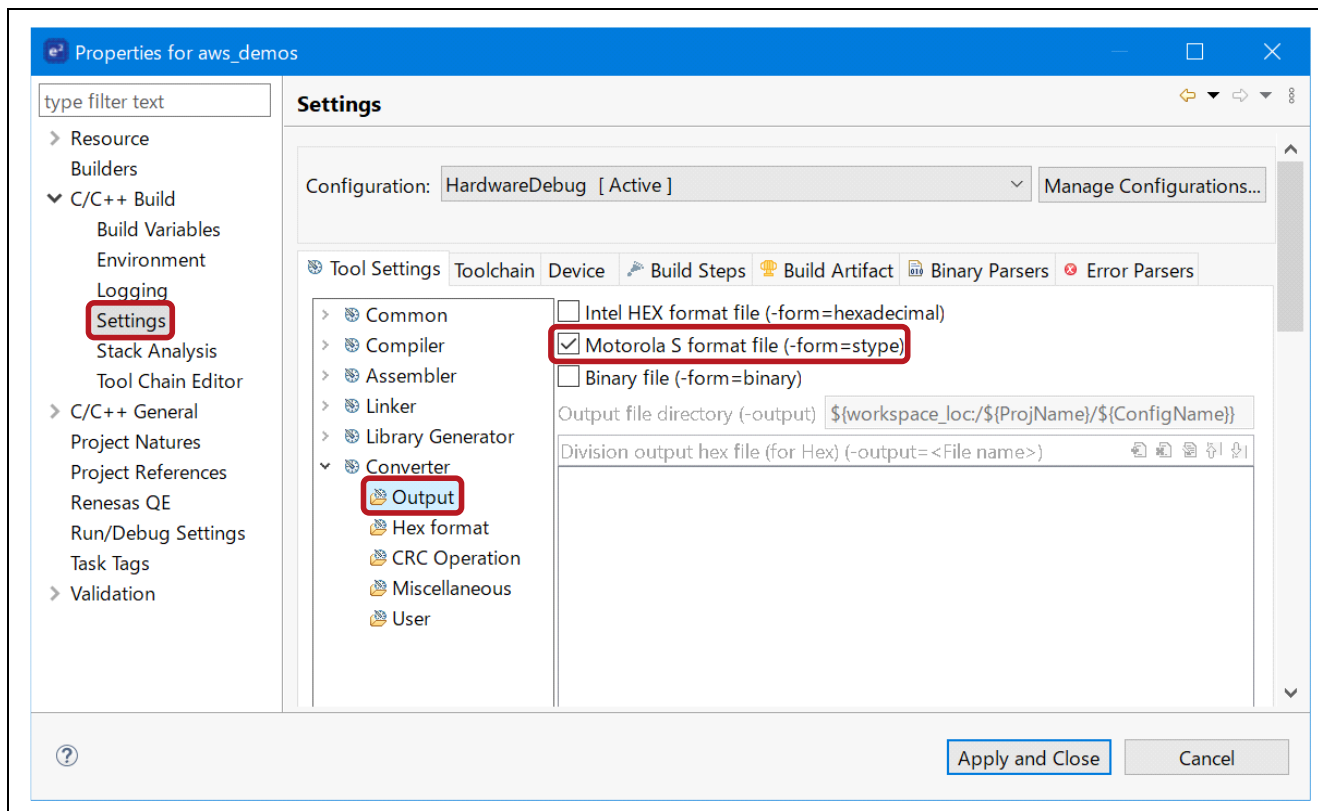 e² Properties for aws_demos
type filter text
Resource
Builders
C/C++ Build
Build Variables
Environment
Logging
Settings
Stack Analysis
Tool Chain Editor
C/C++ General
Project Natures
Project References
Renesas QE
Run/Debug Settings
Task Tags
Validation
Settings
Configuration: HardwareDebug [ Active ] Manage Configurations...
Tool Settings Toolchain Device Build Steps Build Artifact Binary Parsers Error Parsers
Common
Compiler
Assembler
Linker
Library Generator
Converter
Output
Hex format
CRC Operation
Miscellaneous
User
Intel HEX format file (-form=hexadecimal)
Motorola S format file (-form=stype)
Binary file (-form=binary)
Output file directory (-output) ${workspace_loc:/${ProjName}/${ConfigName}}
Division output hex file (for Hex) (-output=<File name>)
? Apply and Close Cancel